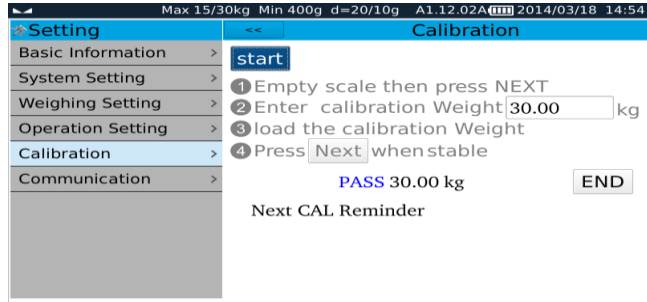 Max 15/30kg Min 400g d=20/10g A1.12.02A 2014/03/18 14:54
Setting
<< Calibration
Basic Information >
System Setting >
Weighing Setting >
Operation Setting >
Calibration >
Communication >
start
1 Empty scale then press NEXT
2 Enter calibration Weight 30.00 kg
3 load the calibration Weight
4 Press Next when stable
PASS 30.00 kg END
Next CAL Reminder